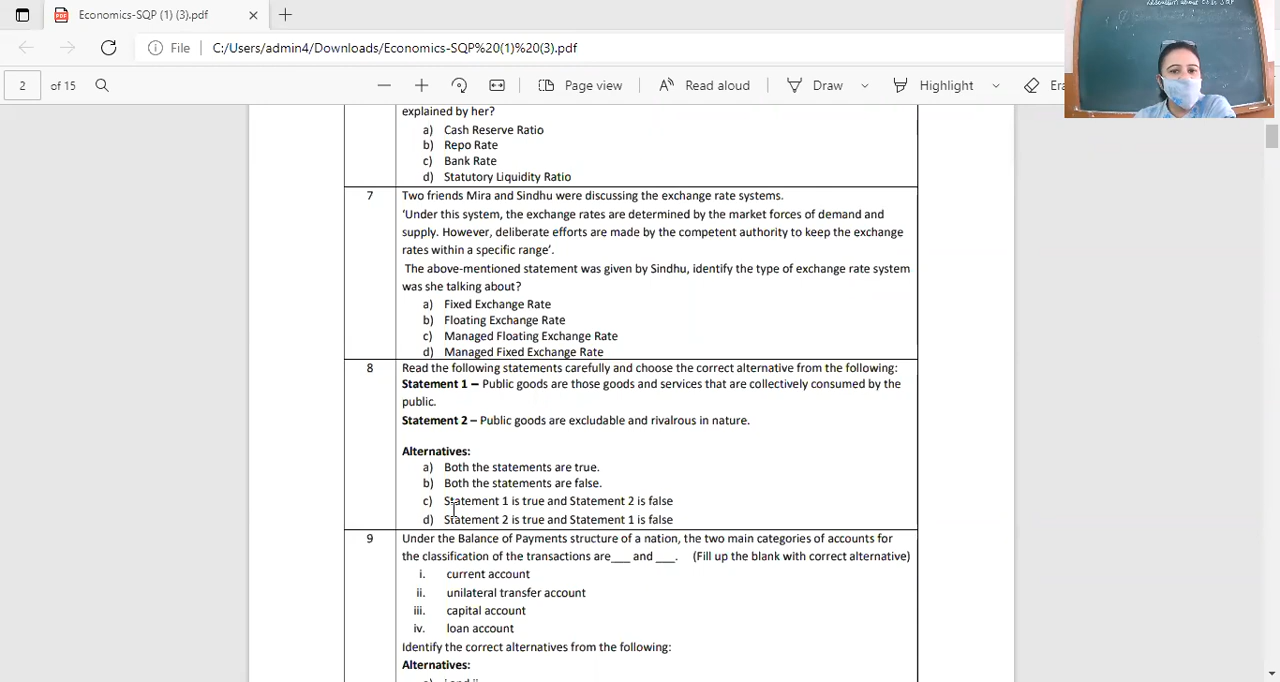 Economics-SQP (1) (3).pdf
File
C:/Users/admin4/Downloads/Economics-SQP%20(1)%20(3).pdf
2 of 15
Page view
Read aloud
Draw
Highlight
Era
explained by her?
a) Cash Reserve Ratio
b) Repo Rate
c) Bank Rate
d) Statutory Liquidity Ratio
7 Two friends Mira and Sindhu were discussing the exchange rate systems.
‘Under this system, the exchange rates are determined by the market forces of demand and
supply. However, deliberate efforts are made by the competent authority to keep the exchange
rates within a specific range’.
The above-mentioned statement was given by Sindhu, identify the type of exchange rate system
was she talking about?
a) Fixed Exchange Rate
b) Floating Exchange Rate
c) Managed Floating Exchange Rate
d) Managed Fixed Exchange Rate
8 Read the following statements carefully and choose the correct alternative from the following:
Statement 1 – Public goods are those goods and services that are collectively consumed by the
public.
Statement 2 – Public goods are excludable and rivalrous in nature.
Alternatives:
a) Both the statements are true.
b) Both the statements are false.
c) Statement 1 is true and Statement 2 is false
d) Statement 2 is true and Statement 1 is false
9 Under the Balance of Payments structure of a nation, the two main categories of accounts for
the classification of the transactions are___ and ___. (Fill up the blank with correct alternative)
i. current account
ii. unilateral transfer account
iii. capital account
iv. loan account
Identify the correct alternatives from the following:
Alternatives: